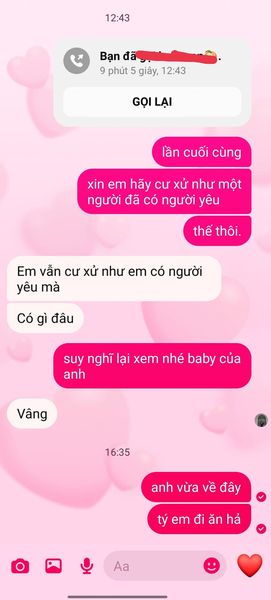 12:43
Bạn đã
9 phút 5 giây, 12:43
GỌI LẠI
lần cuối cùng
xin em hãy cư xử như một
người đã có người yêu
thế thôi.
Em vẫn cư xử như em có người
yêu mà
Có gì đâu
suy nghĩ lại xem nhé baby của
anh
Vâng
16:35
anh vừa về đây
tý em đi ăn hả
Aa